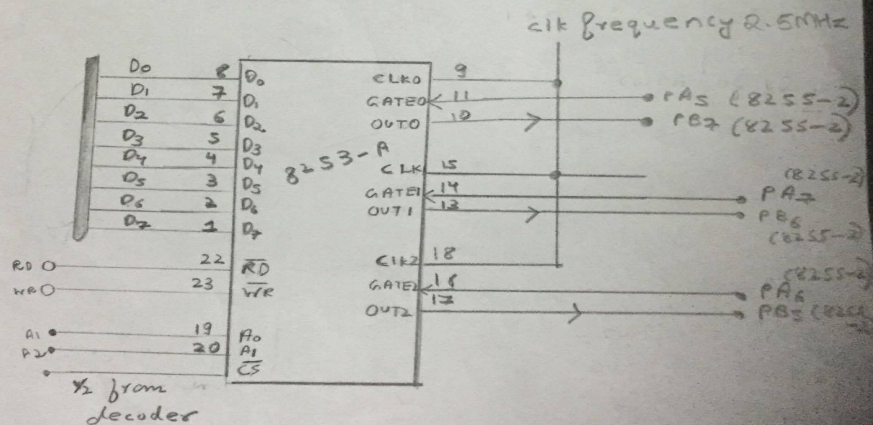 clk frequency 2.5MHz
D0 8 D0
D1 7 D1
D2 6 D2
D3 5 D3
D4 4 D4
D5 3 D5
D6 2 D6
D7 1 D7
RD 22 RD
WR 23 WR
A1 19 A0
A2 20 A1
CS
Y2 from
decoder
8253-A
CLK0 9
GATE0 11 PA5 (8255-2)
OUT0 10 PB7 (8255-2)
CLK 15
(8255-2)
GATE1 14 PA7
OUT1 13 PB6
(8255-2)
CLK2 18
(8255-2)
GATE2 16 PA6
OUT2 17 PB5 (8255
-2)